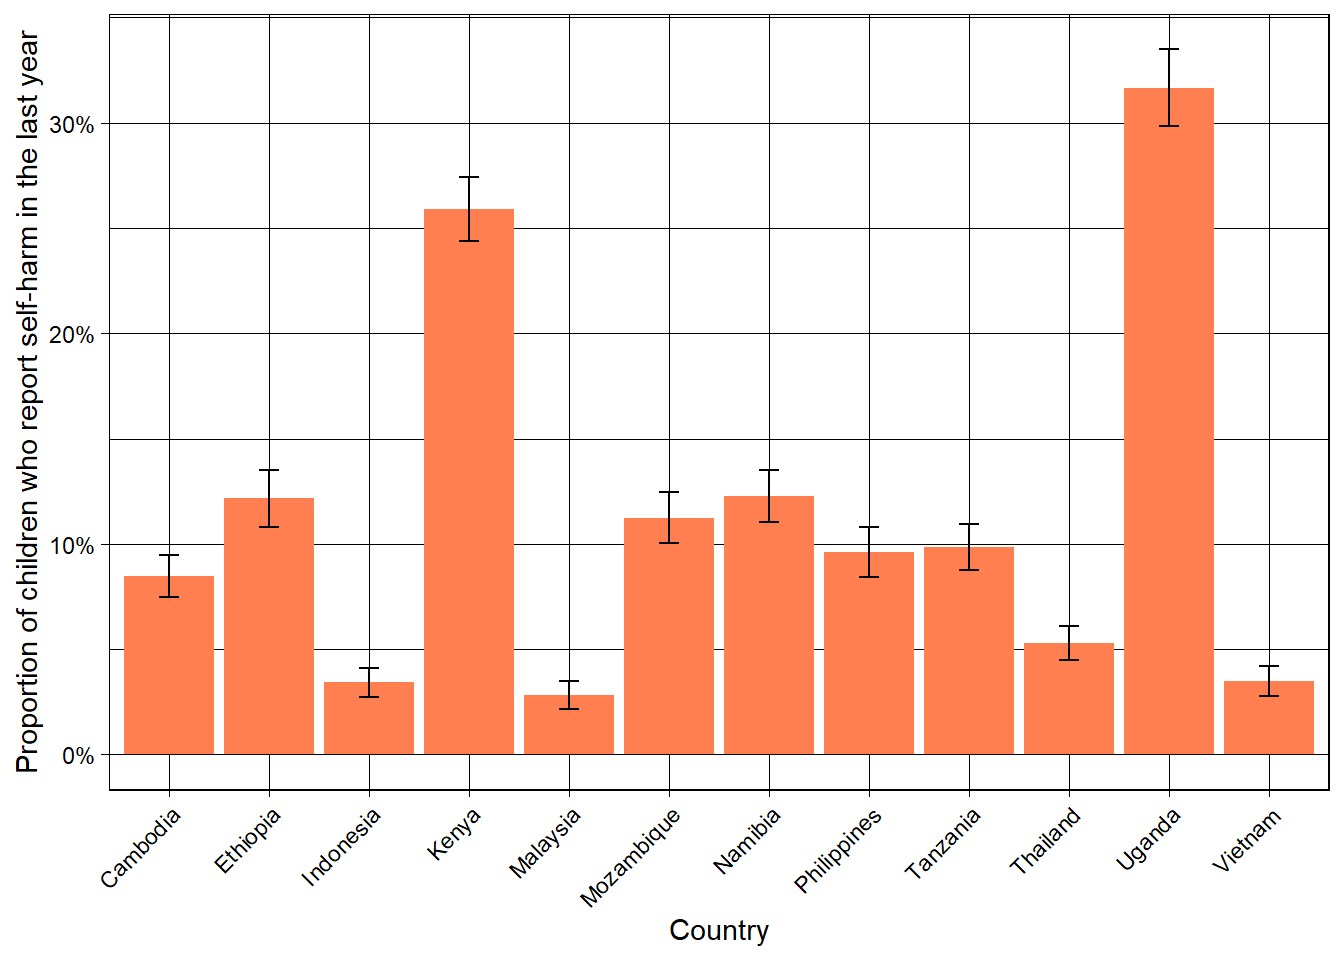 Proportion of children who report self-harm in the last year
30%
20%
10%
0%
Cambodia
Ethiopia
Indonesia
Kenya
Malaysia
Mozambique
Namibia
Philippines
Tanzania
Thailand
Uganda
Vietnam
Country